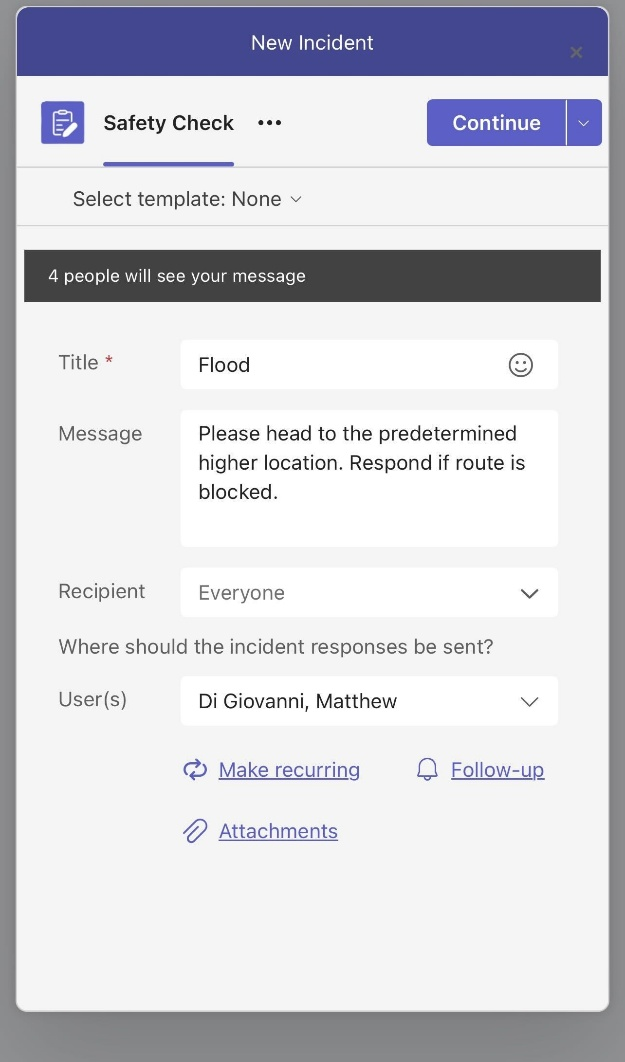 New Incident
Safety Check
Continue
Select template: None
4 people will see your message
Title *
Flood
Message
Please head to the predetermined
higher location. Respond if route is
blocked.
Recipient
Everyone
Where should the incident responses be sent?
User(s)
Di Giovanni, Matthew
Make recurring
Follow-up
Attachments